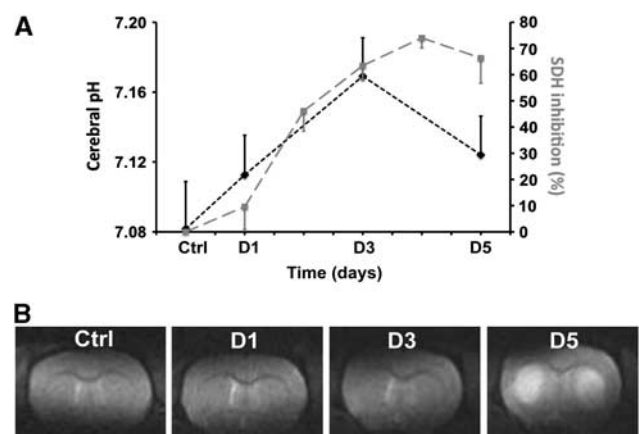 A
7.20
7.16
7.12
7.08
Cerebral pH
80
70
60
50
40
30
20
10
0
SDH inhibition (%)
Ctrl D1 D3 D5
Time (days)
B
Ctrl D1 D3 D5